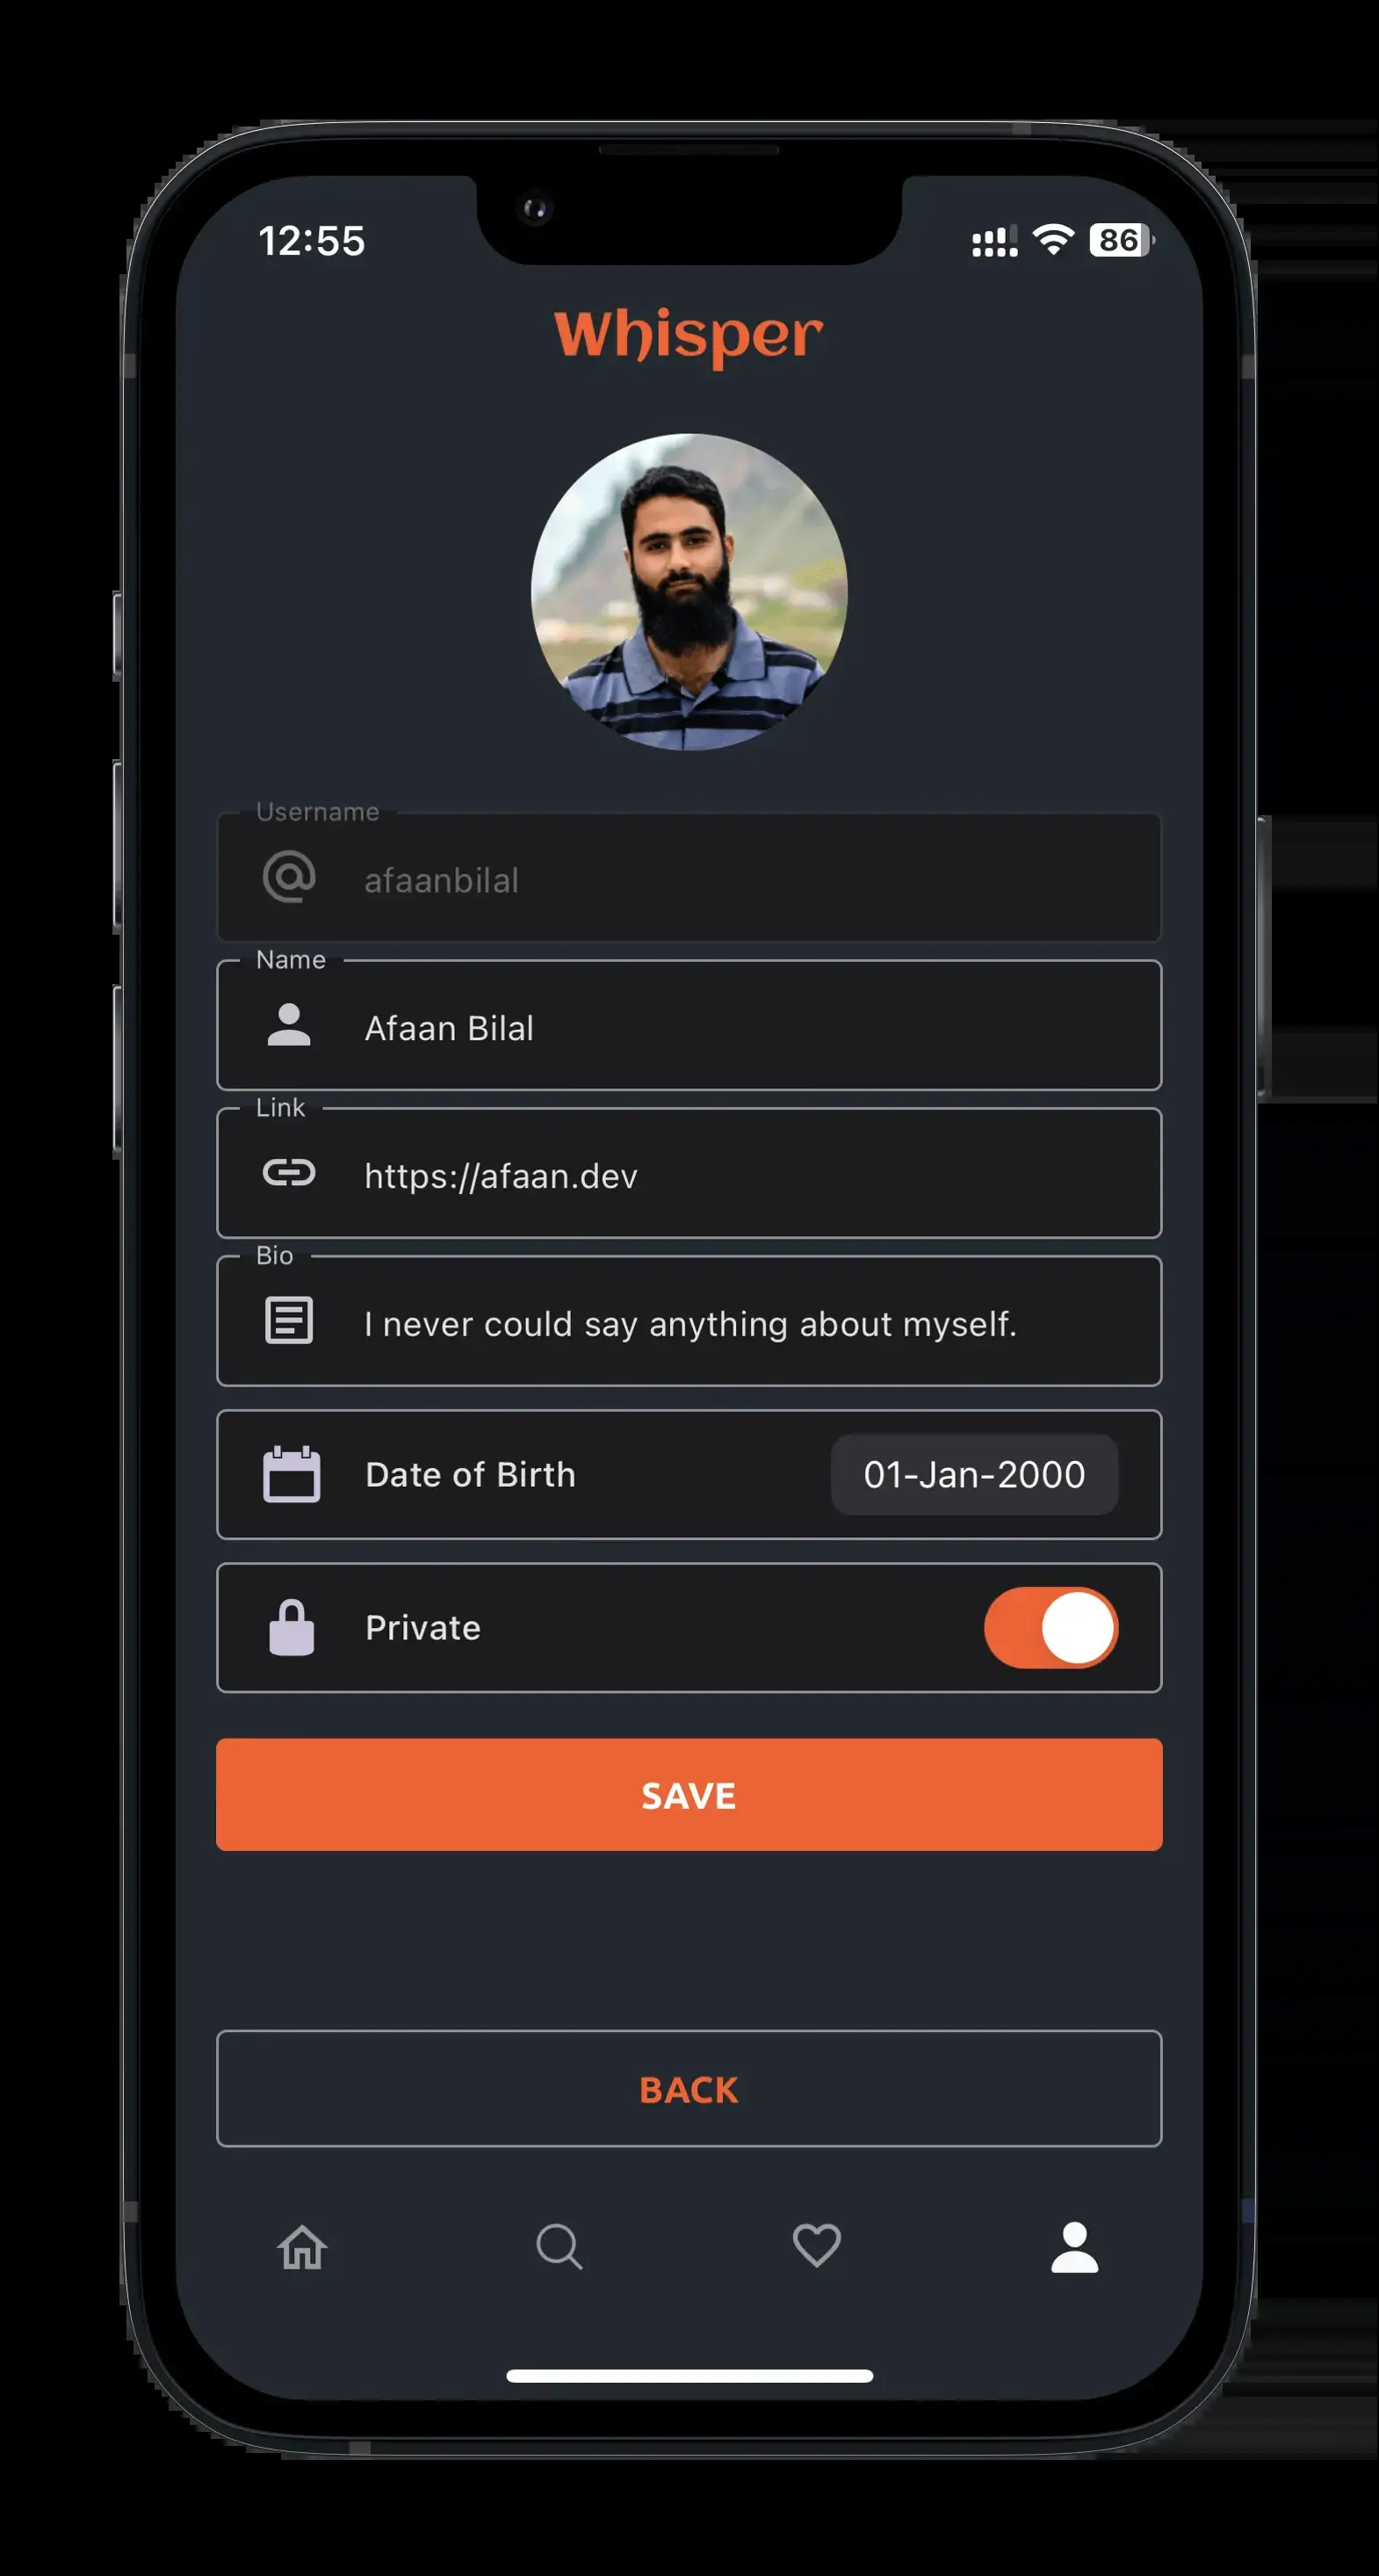 12:55
86
Whisper
Username
afaanbilal
Name
Afaan Bilal
Link
https://afaan.dev
Bio
I never could say anything about myself.
Date of Birth
01-Jan-2000
Private
SAVE
BACK